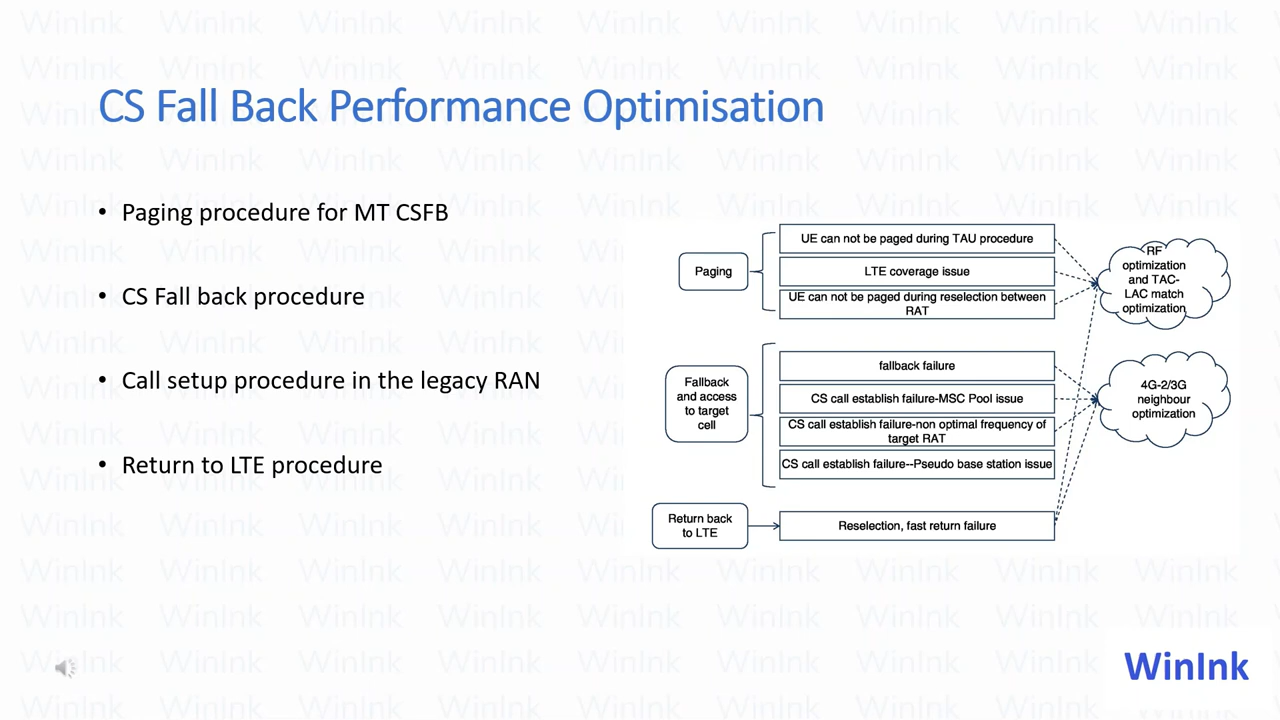 CS Fall Back Performance Optimisation
• Paging procedure for MT CSFB
• CS Fall back procedure
• Call setup procedure in the legacy RAN
• Return to LTE procedure
Paging
UE can not be paged during TAU procedure
LTE coverage issue
UE can not be paged during reselection between
RAT
RF
optimization
and TAC-
LAC match
optimization
Fallback
and access
to target
cell
fallback failure
CS call establish failure-MSC Pool issue
CS call establish failure-non optimal frequency of
target RAT
CS call establish failure--Pseudo base station issue
4G-2/3G
neighbour
optimization
Return back
to LTE
Reselection, fast return failure
WinInk